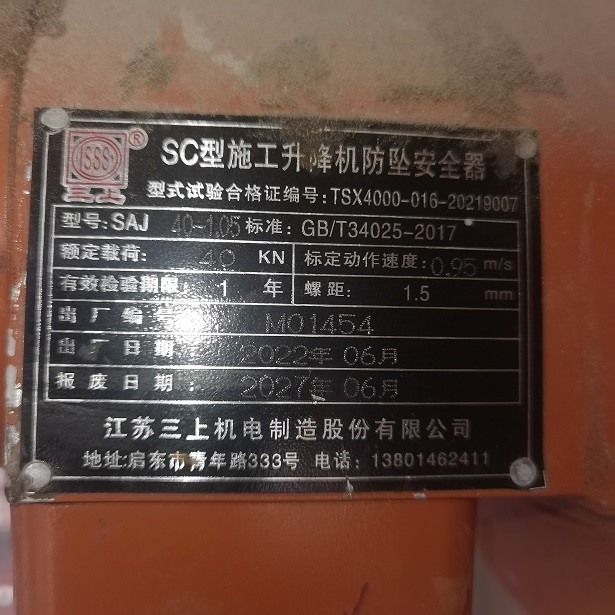 SSS
三上
®
SC型施工升降机防坠安全器
型式试验合格证编号:TSX4000-016-20219007
型号:SAJ 40-1.05 标准: GB/T34025-2017
额定载荷: 40 KN 标定动作速度: 0.95 m/s
有效检验期限: 1 年 螺距: 1.5 mm
出厂编号 M01454
出厂日期: 2022年06月
报废日期: 2027年06月
江苏三上机电制造股份有限公司
地址:启东市青年路333号 电话: 13801462411